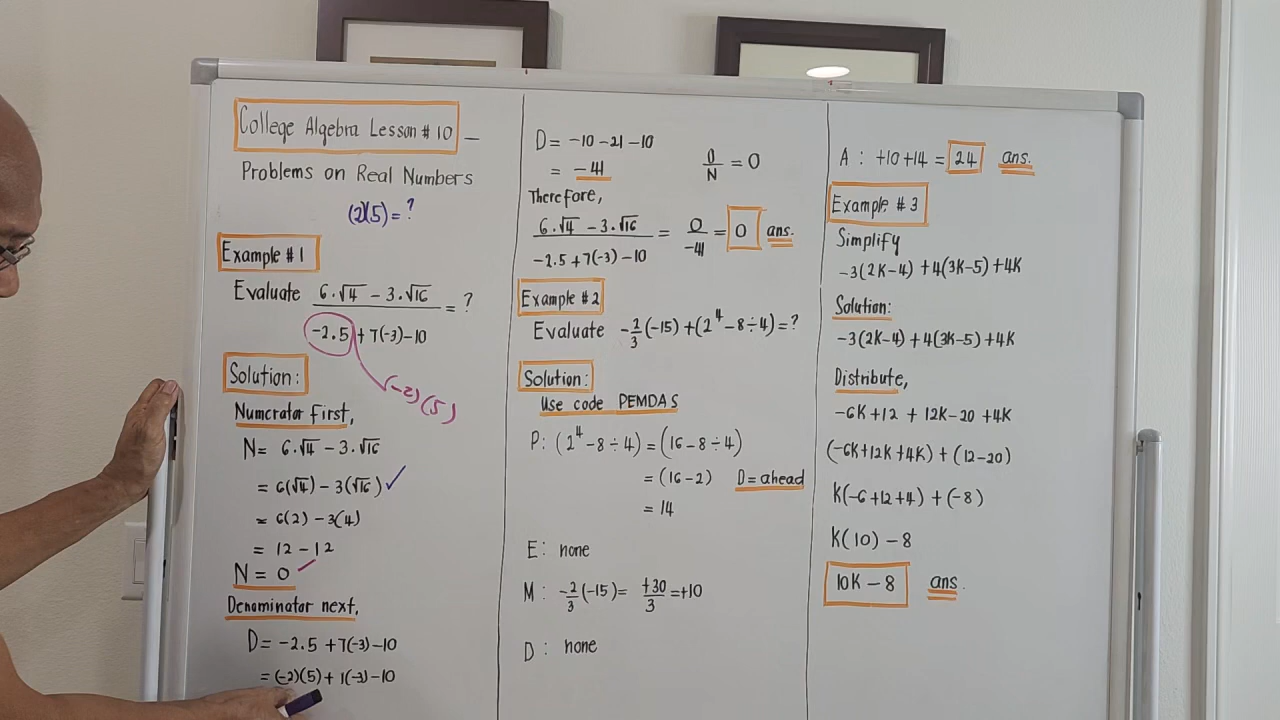 College Algebra Lesson # 10 —
Problems on Real Numbers
(2)(5) = ?
Example # 1
Evaluate 6·√4 − 3·√16 / −2.5 + 7(−3) −10 = ?
(−2)(5)
Solution:
Numerator First,
N = 6·√4 − 3·√16
= 6(√4) − 3(√16) ✓
= 6(2) − 3(4)
= 12 − 12
N = 0
Denominator next,
D = −2.5 + 7(−3) −10
= (−2)(5) + 1(−3) −10
D = −10 −21 −10
= −41
0/N = 0
Therefore,
6·√4 − 3·√16 / −2.5 + 7(−3) −10 = 0/−41 = 0 ans.
Example # 2
Evaluate −2/3(−15) + (2⁴ − 8 ÷ 4) = ?
Solution:
Use code PEMDAS
P: (2⁴ − 8 ÷ 4) = (16 − 8 ÷ 4)
= (16 − 2) D = ahead
= 14
E: none
M: −2/3(−15) = +30/3 = +10
D: none
A: +10 + 14 = 24 ans.
Example # 3
Simplify
−3(2K−4) + 4(3K−5) + 4K
Solution:
−3(2K−4) + 4(3K−5) + 4K
Distribute,
−6K + 12 + 12K − 20 + 4K
(−6K + 12K + 4K) + (12 − 20)
K(−6 + 12 + 4) + (−8)
K(10) − 8
10K − 8 ans.